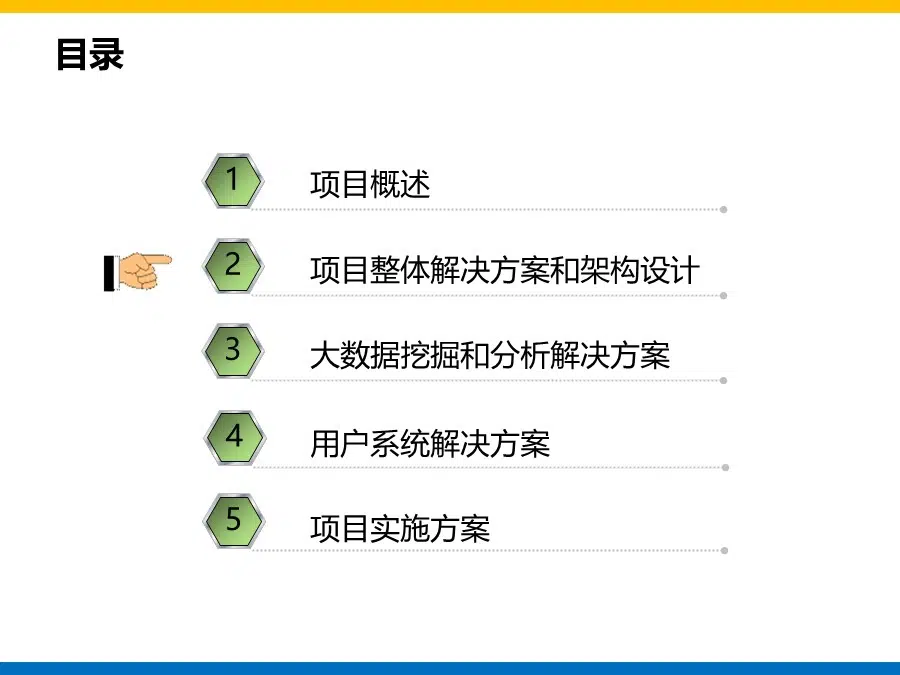 目录
1 项目概述
2 项目整体解决方案和架构设计
3 大数据挖掘和分析解决方案
4 用户系统解决方案
5 项目实施方案